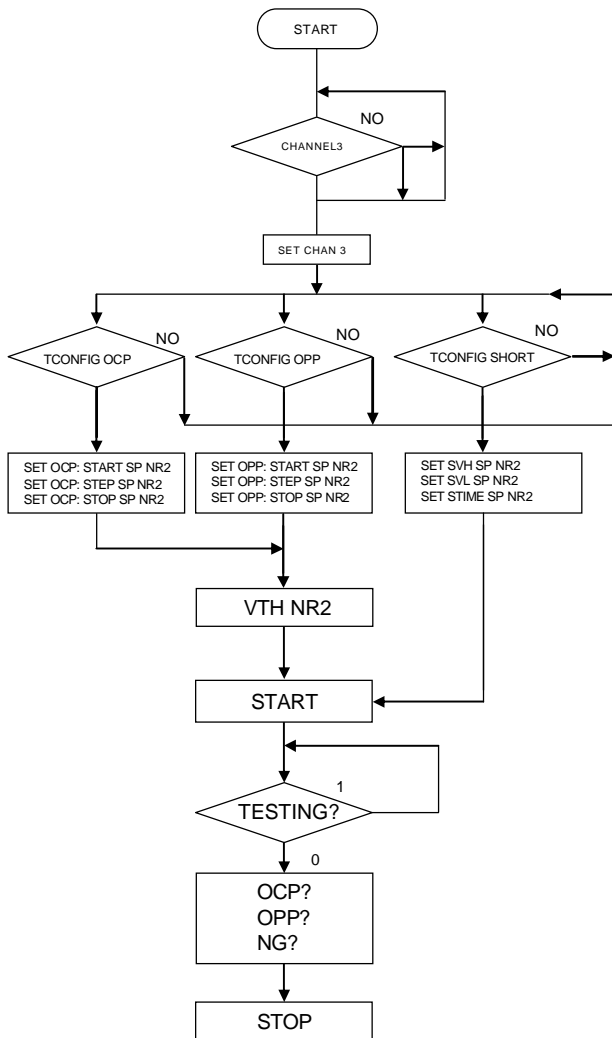 START
NO
CHANNEL3
SET CHAN 3
NO
NO
NO
TCONFIG OCP
TCONFIG OPP
TCONFIG SHORT
SET OCP: START SP NR2
SET OCP: STEP SP NR2
SET OCP: STOP SP NR2
SET OPP: START SP NR2
SET OPP: STEP SP NR2
SET OPP: STOP SP NR2
SET SVH SP NR2
SET SVL SP NR2
SET STIME SP NR2
VTH NR2
START
1
TESTING?
0
OCP?
OPP?
NG?
STOP